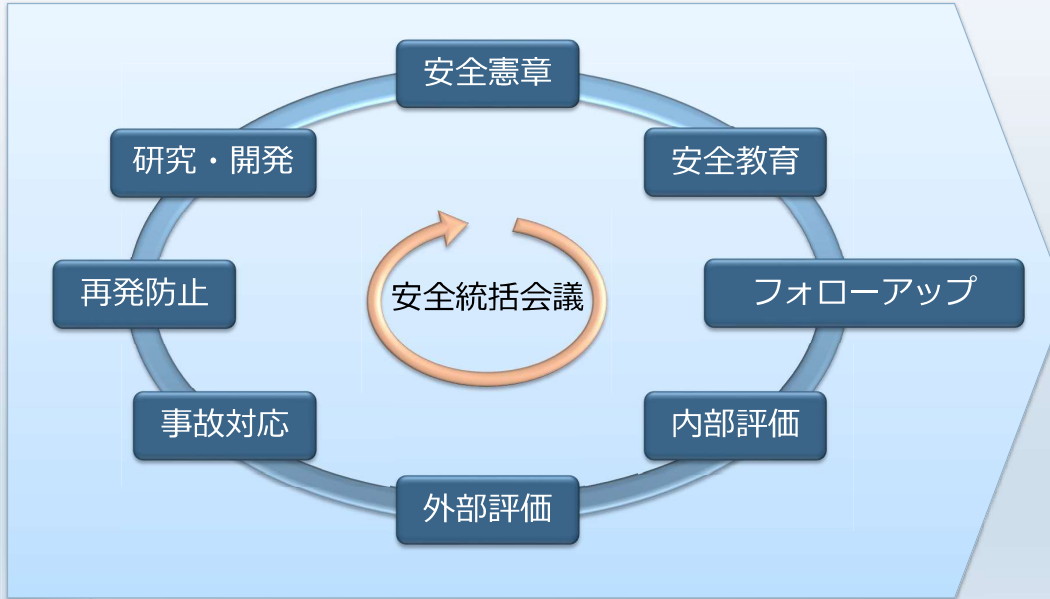 安全憲章
研究・開発
安全教育
再発防止
安全統括会議
フォローアップ
事故対応
内部評価
外部評価